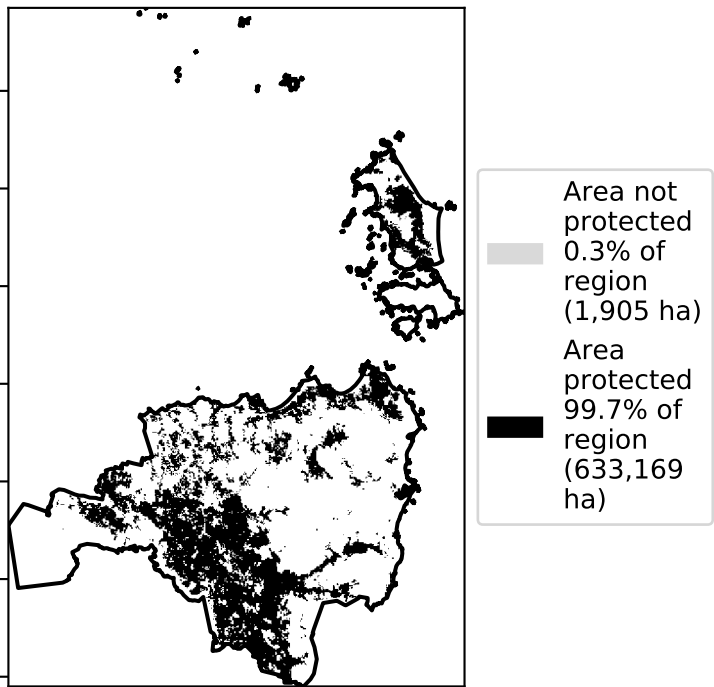 Area not
protected
0.3% of
region
(1,905 ha)
Area
protected
99.7% of
region
(633,169
ha)